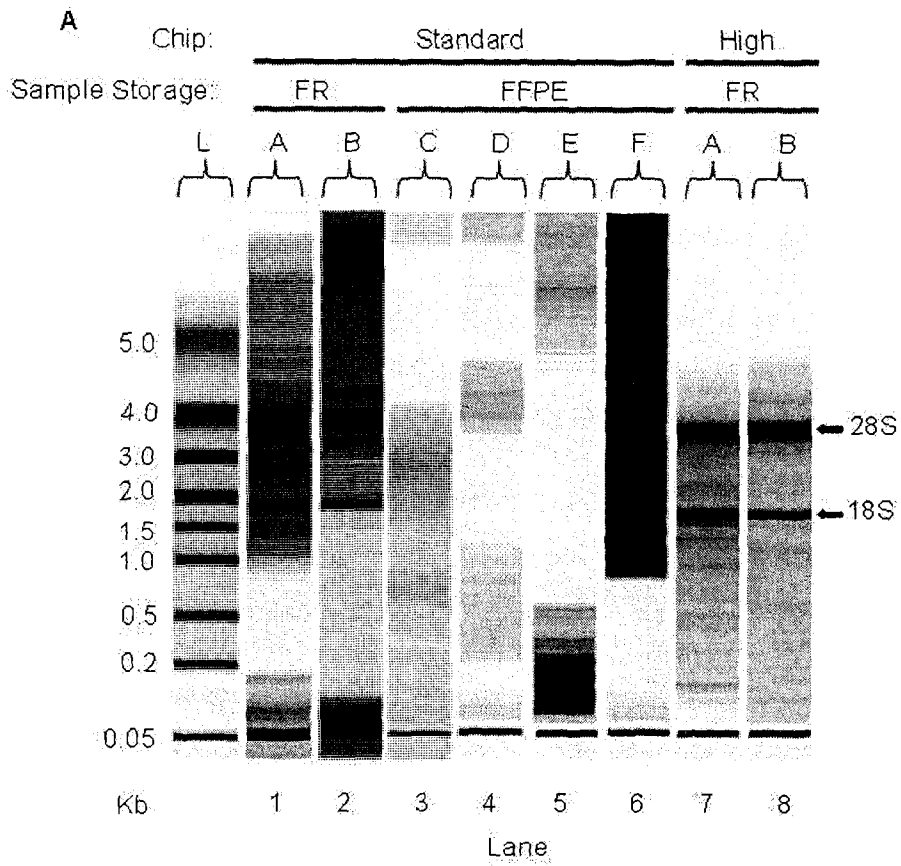 A
Chip: Standard High
Sample Storage: FR FFPE FR
L A B C D E F A B
5.0
4.0
3.0
2.0
1.5
1.0
0.5
0.2
0.05
28S
18S
Kb 1 2 3 4 5 6 7 8
Lane